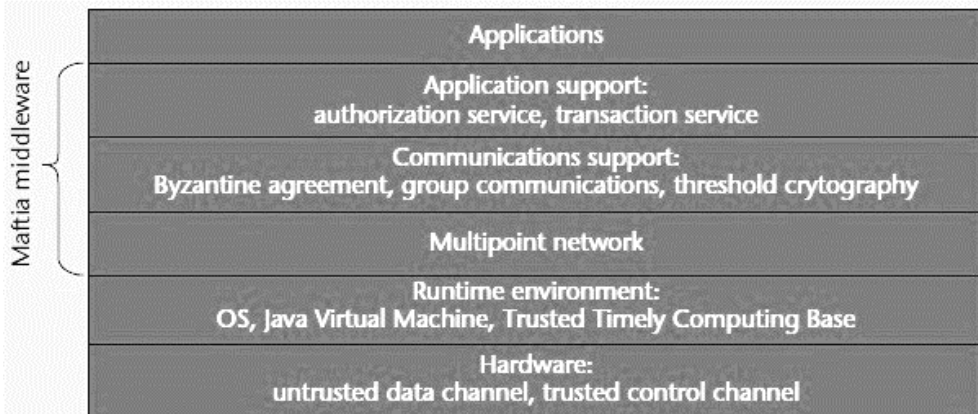 Maftia middleware
Applications
Application support:
authorization service, transaction service
Communications support:
Byzantine agreement, group communications, threshold crytography
Multipoint network
Runtime environment:
OS, Java Virtual Machine, Trusted Timely Computing Base
Hardware:
untrusted data channel, trusted control channel